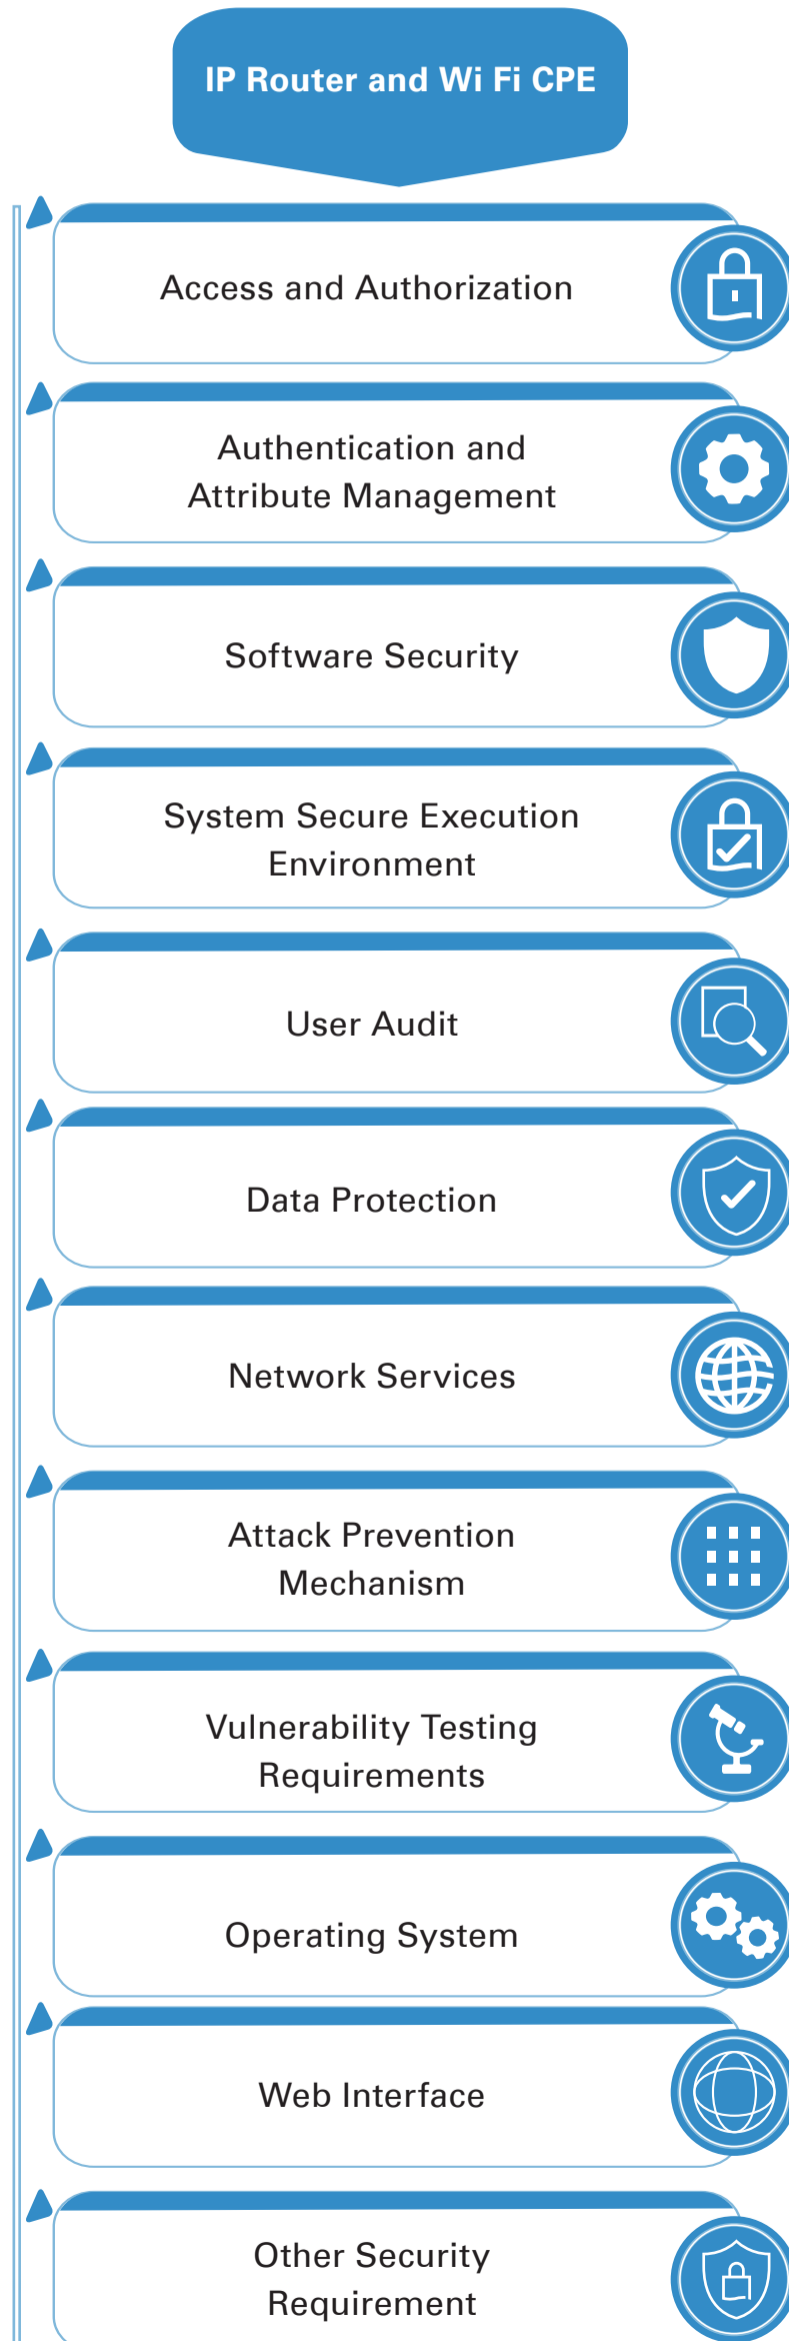 IP Router and Wi Fi CPE
Access and Authorization
Authentication and
Attribute Management
Software Security
System Secure Execution
Environment
User Audit
Data Protection
Network Services
Attack Prevention
Mechanism
Vulnerability Testing
Requirements
Operating System
Web Interface
Other Security
Requirement